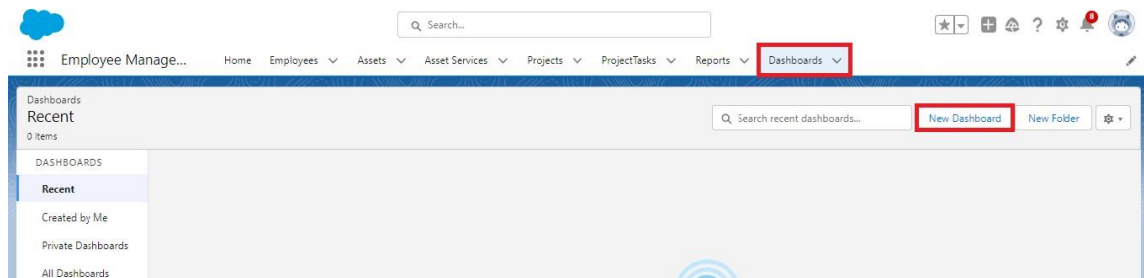 Search...
8
Employee Manage... Home Employees Assets Asset Services Projects ProjectTasks Reports Dashboards
Dashboards
Recent
0 items
Search recent dashboards...
New Dashboard
New Folder
DASHBOARDS
Recent
Created by Me
Private Dashboards
All Dashboards